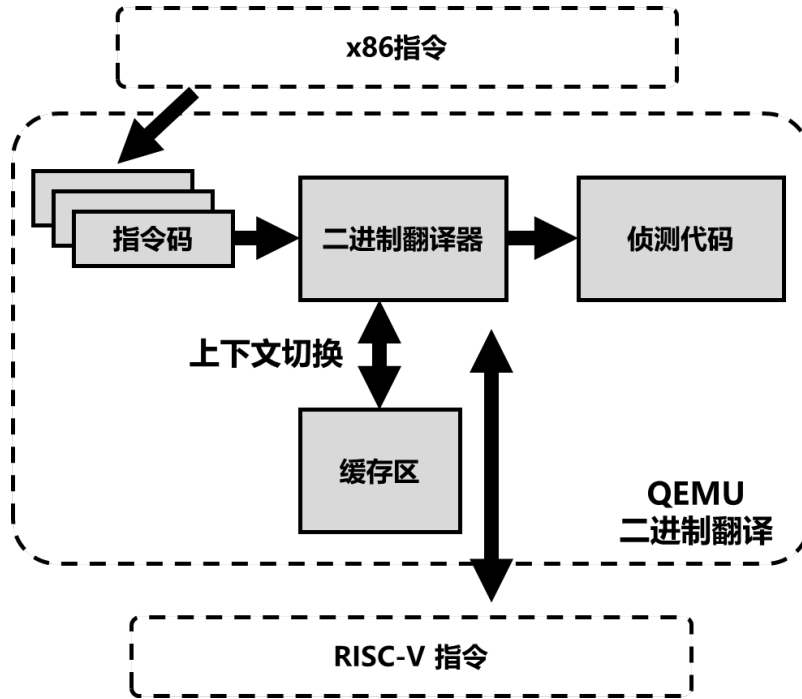 x86指令
指令码
二进制翻译器
侦测代码
上下文切换
缓存区
QEMU
二进制翻译
RISC-V 指令